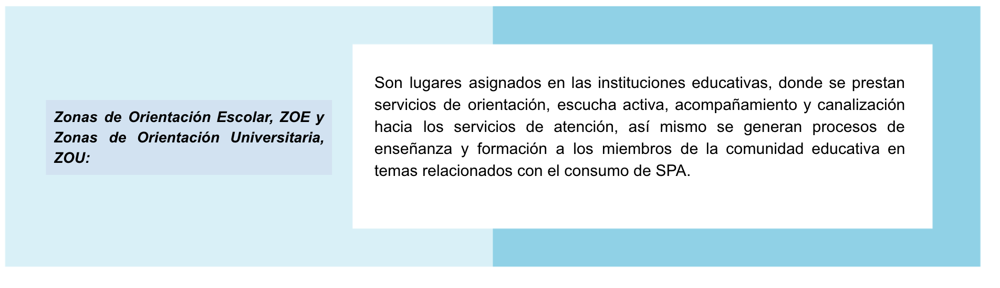 Zonas de Orientación Escolar, ZOE y
Zonas de Orientación Universitaria,
ZOU:
Son lugares asignados en las instituciones educativas, donde se prestan
servicios de orientación, escucha activa, acompañamiento y canalización
hacia los servicios de atención, así mismo se generan procesos de
enseñanza y formación a los miembros de la comunidad educativa en
temas relacionados con el consumo de SPA.